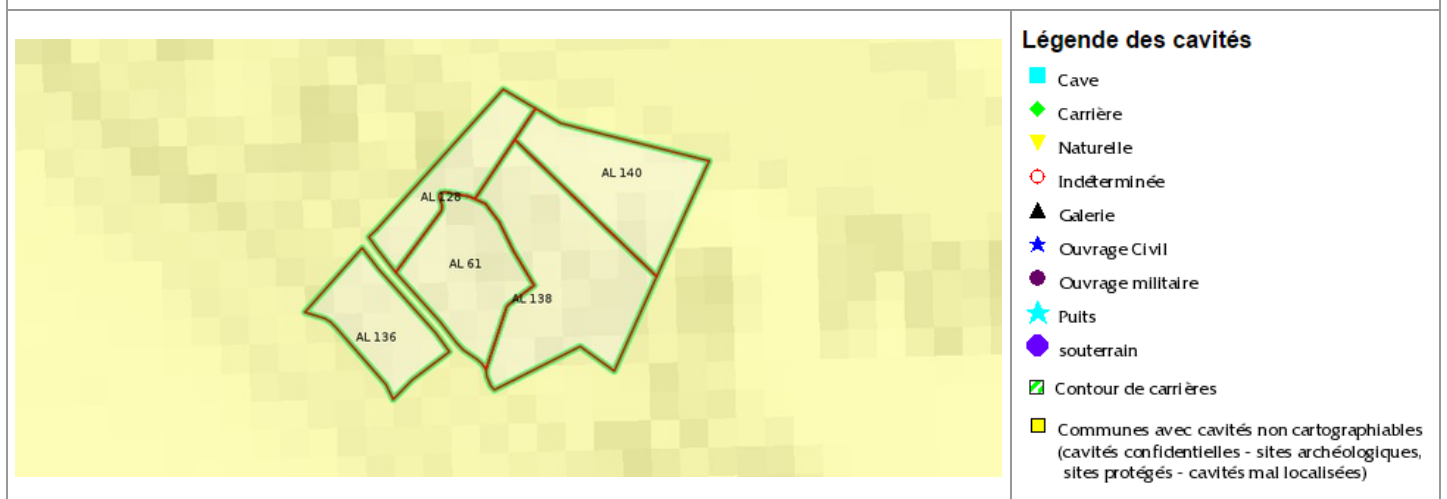 AL 140
AL 128
AL 61
AL 138
AL 136
Légende des cavités
Cave
Carrière
Naturelle
Indéterminée
Galerie
Ouvrage Civil
Ouvrage militaire
Puits
souterrain
Contour de carrières
Communes avec cavités non cartographiables
(cavités confidentielles - sites archéologiques,
sites protégés - cavités mal localisées)